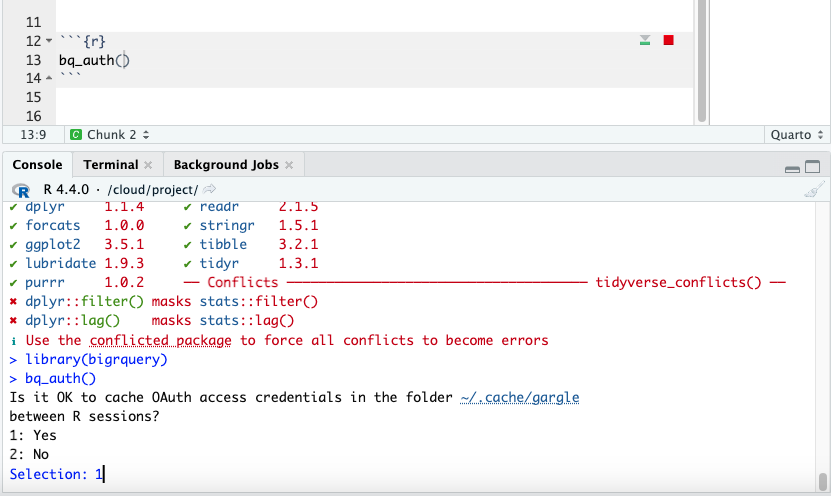 11
12 ```{r}
13 bq_auth()
14 ```
15
16
13:9 C Chunk 2 Quarto
Console Terminal Background Jobs
R R 4.4.0 · /cloud/project/
✔ dplyr 1.1.4 ✔ readr 2.1.5
✔ forcats 1.0.0 ✔ stringr 1.5.1
✔ ggplot2 3.5.1 ✔ tibble 3.2.1
✔ lubridate 1.9.3 ✔ tidyr 1.3.1
✔ purrr 1.0.2 ── Conflicts ────────────────────────────────────── tidyverse_conflicts() ──
✖ dplyr::filter() masks stats::filter()
✖ dplyr::lag() masks stats::lag()
ℹ Use the conflicted package to force all conflicts to become errors
> library(bigrquery)
> bq_auth()
Is it OK to cache OAuth access credentials in the folder ~/.cache/gargle
between R sessions?
1: Yes
2: No
Selection: 1